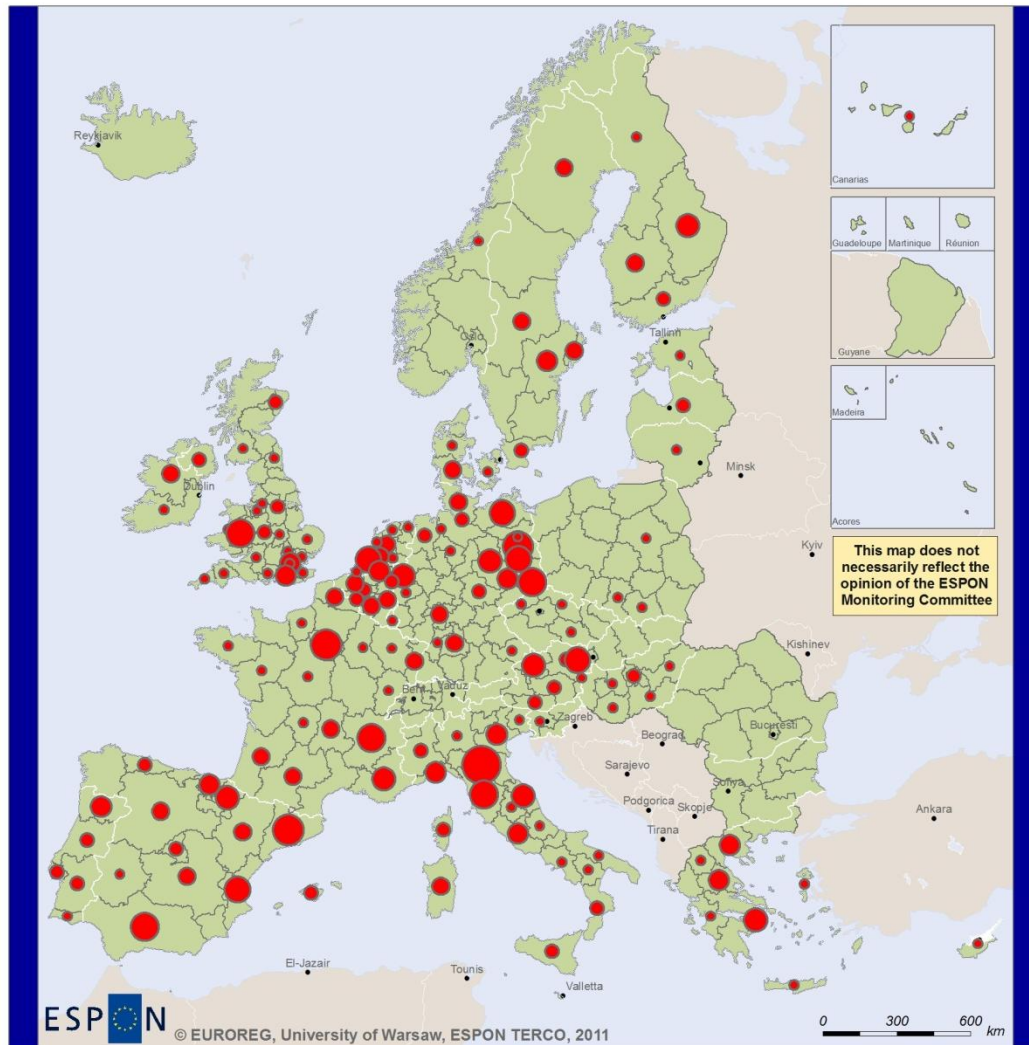 Reykjavik
Canarias
Guadeloupe
Martinique
Réunion
Guyane
Oslo
Tallinn
Madeira
Dublin
Minsk
Acores
Kyiv
This map does not
necessarily reflect the
opinion of the ESPON
Monitoring Committee
Kishinev
Bern
Vaduz
Zagreb
Bucuresti
Beograd
Sarajevo
Sofiya
Podgorica
Skopje
Ankara
Tirana
El-Jazair
Tounis
Valletta
ESPON
© EUROREG, University of Warsaw, ESPON TERCO, 2011
0 300 600
km